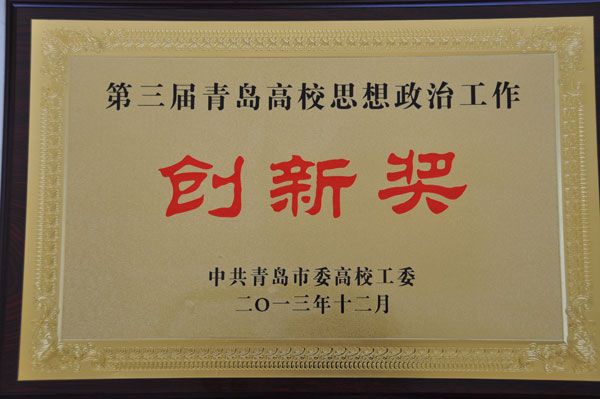 第三届青岛高校思想政治工作
创新奖
中共青岛市委高校工委
二〇一三年十二月